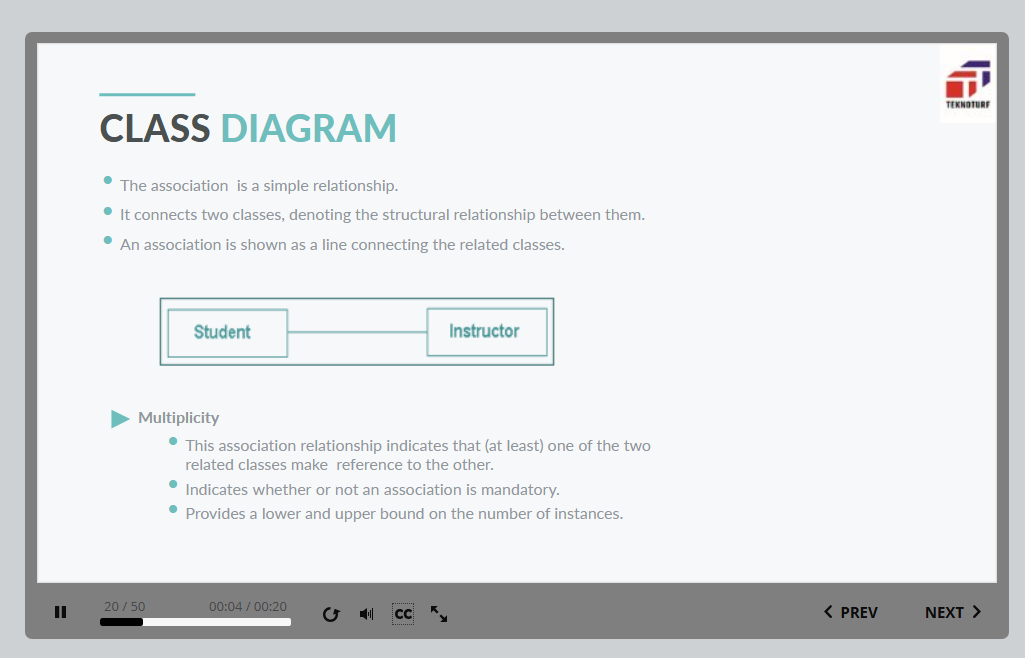 TEKNOTURF
CLASS DIAGRAM
The association  is a simple relationship.
It connects two classes, denoting the structural relationship between them.
An association is shown as a line connecting the related classes.
Student
Instructor
Multiplicity
This association relationship indicates that (at least) one of the two
related classes make  reference to the other.
Indicates whether or not an association is mandatory.
Provides a lower and upper bound on the number of instances.
20 / 50
00:04 / 00:20
CC
PREV
NEXT